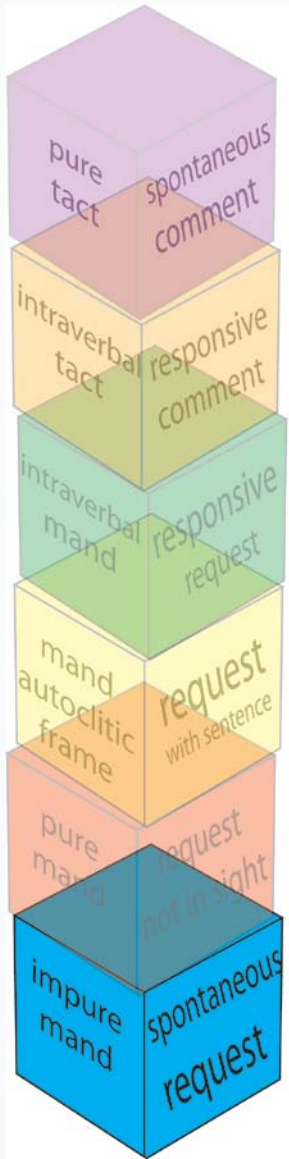 pure
tact
spontaneous
comment
intraverbal
tact
responsive
comment
intraverbal
mand
responsive
request
mand
autoclitic
frame
request
with sentence
pure
mand
request
not in sight
impure
mand
spontaneous
request